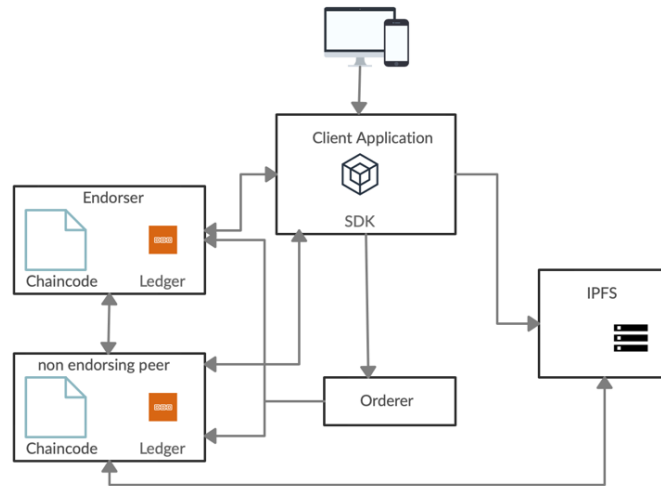 Client Application
SDK
Endorser
Chaincode
Ledger
IPFS
non endorsing peer
Chaincode
Ledger
Orderer